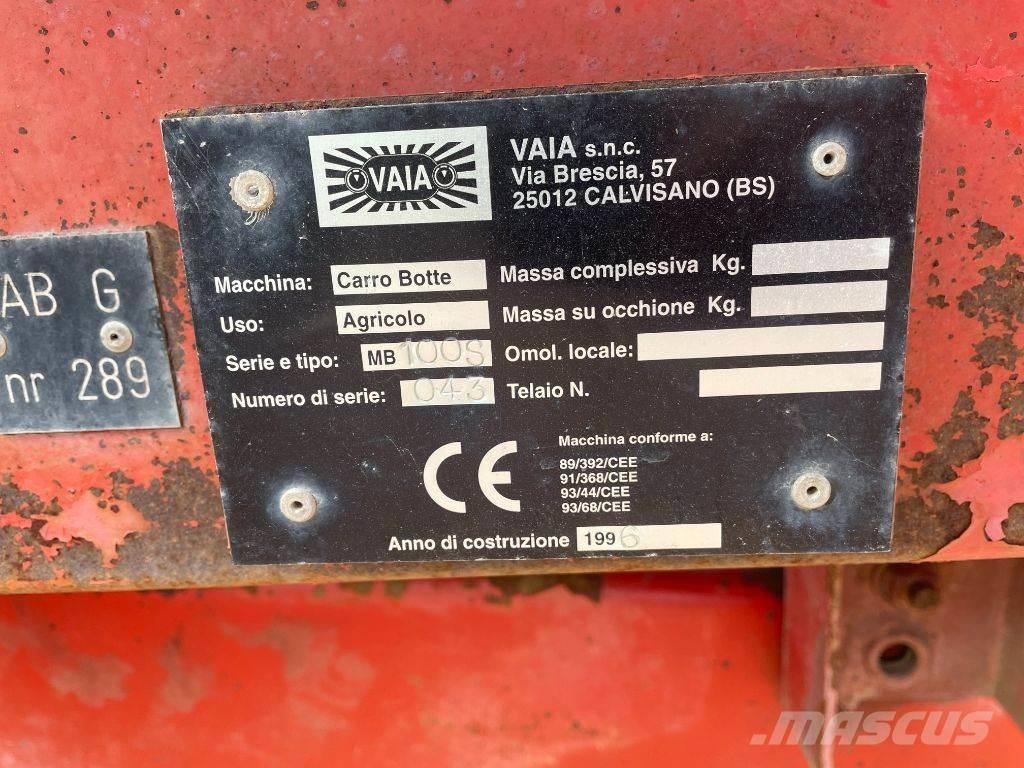 VAIA
VAIA s.n.c.
Via Brescia, 57
25012 CALVISANO (BS)
Macchina: Carro Botte
Uso: Agricolo
Serie e tipo: MB 100S
Numero di serie: 043
Massa complessiva Kg.
Massa su occhione Kg.
Omol. locale:
Telaio N.
CE
Macchina conforme a:
89/392/CEE
91/368/CEE
93/44/CEE
93/68/CEE
Anno di costruzione 1996
AB G
nr 289
MASCUS